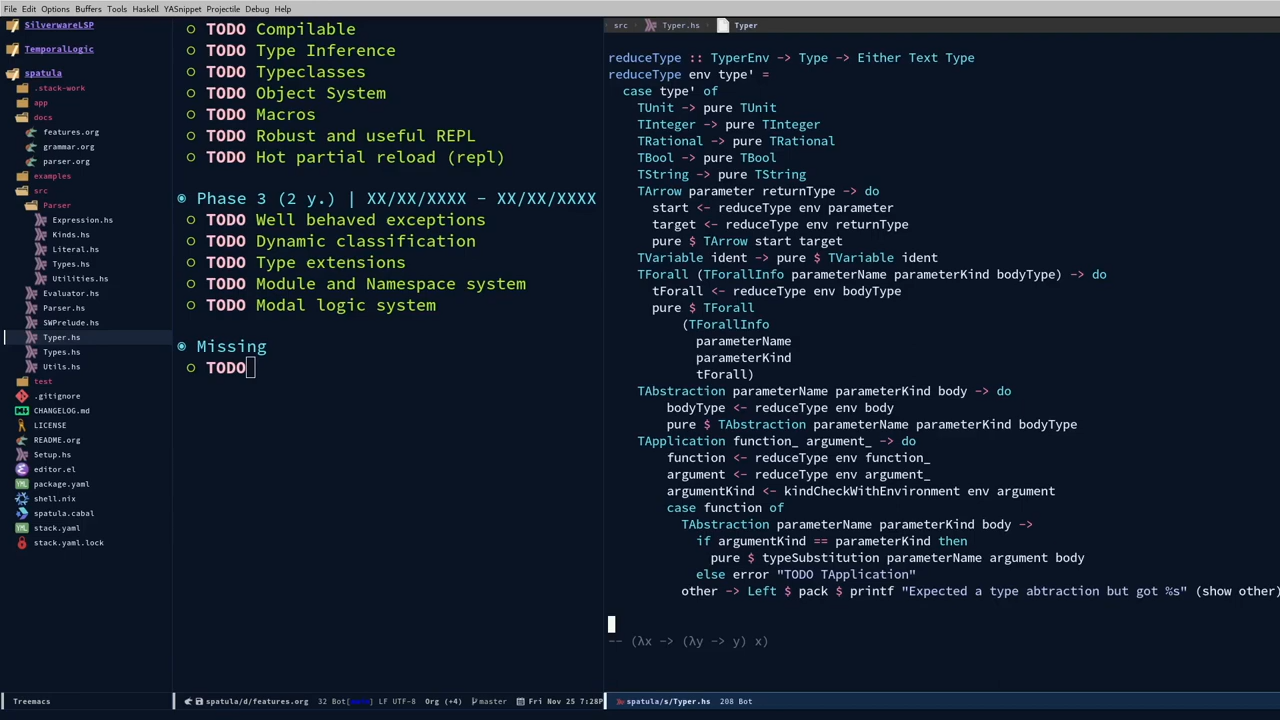 File Edit Options Buffers Tools Haskell YASnippet Projectile Debug Help
SilverwareLSP
TemporalLogic
spatula
.stack-work
app
docs
features.org
grammar.org
parser.org
examples
src
Parser
Expression.hs
Kinds.hs
Literal.hs
Types.hs
Utilities.hs
Evaluator.hs
Parser.hs
SWPrelude.hs
Typer.hs
Types.hs
Utils.hs
test
.gitignore
CHANGELOG.md
LICENSE
README.org
Setup.hs
editor.el
package.yaml
shell.nix
spatula.cabal
stack.yaml
stack.yaml.lock
Treemacs
TODO Compilable
TODO Type Inference
TODO Typeclasses
TODO Object System
TODO Macros
TODO Robust and useful REPL
TODO Hot partial reload (repl)
Phase 3 (2 y.) | XX/XX/XXXX - XX/XX/XXXX
TODO Well behaved exceptions
TODO Dynamic classification
TODO Type extensions
TODO Module and Namespace system
TODO Modal logic system
Missing
TODO
spatula/d/features.org 32 Bot LF UTF-8 Org (+4) master Fri Nov 25 7:28P
src Typer.hs Typer
reduceType :: TyperEnv -> Type -> Either Text Type
reduceType env type' =
case type' of
TUnit -> pure TUnit
TInteger -> pure TInteger
TRational -> pure TRational
TBool -> pure TBool
TString -> pure TString
TArrow parameter returnType -> do
start <- reduceType env parameter
target <- reduceType env returnType
pure $ TArrow start target
TVariable ident -> pure $ TVariable ident
TForall (TForallInfo parameterName parameterKind bodyType) -> do
tForall <- reduceType env bodyType
pure $ TForall
(TForallInfo
parameterName
parameterKind
tForall)
TAbstraction parameterName parameterKind body -> do
bodyType <- reduceType env body
pure $ TAbstraction parameterName parameterKind bodyType
TApplication function_ argument_ -> do
function <- reduceType env function_
argument <- reduceType env argument_
argumentKind <- kindCheckWithEnvironment env argument
case function of
TAbstraction parameterName parameterKind body ->
if argumentKind == parameterKind then
pure $ typeSubstitution parameterName argument body
else error "TODO TApplication"
other -> Left $ pack $ printf "Expected a type abtraction but got %s" (show other)
-- (λx -> (λy -> y) x)
spatula/s/Typer.hs 208 Bot